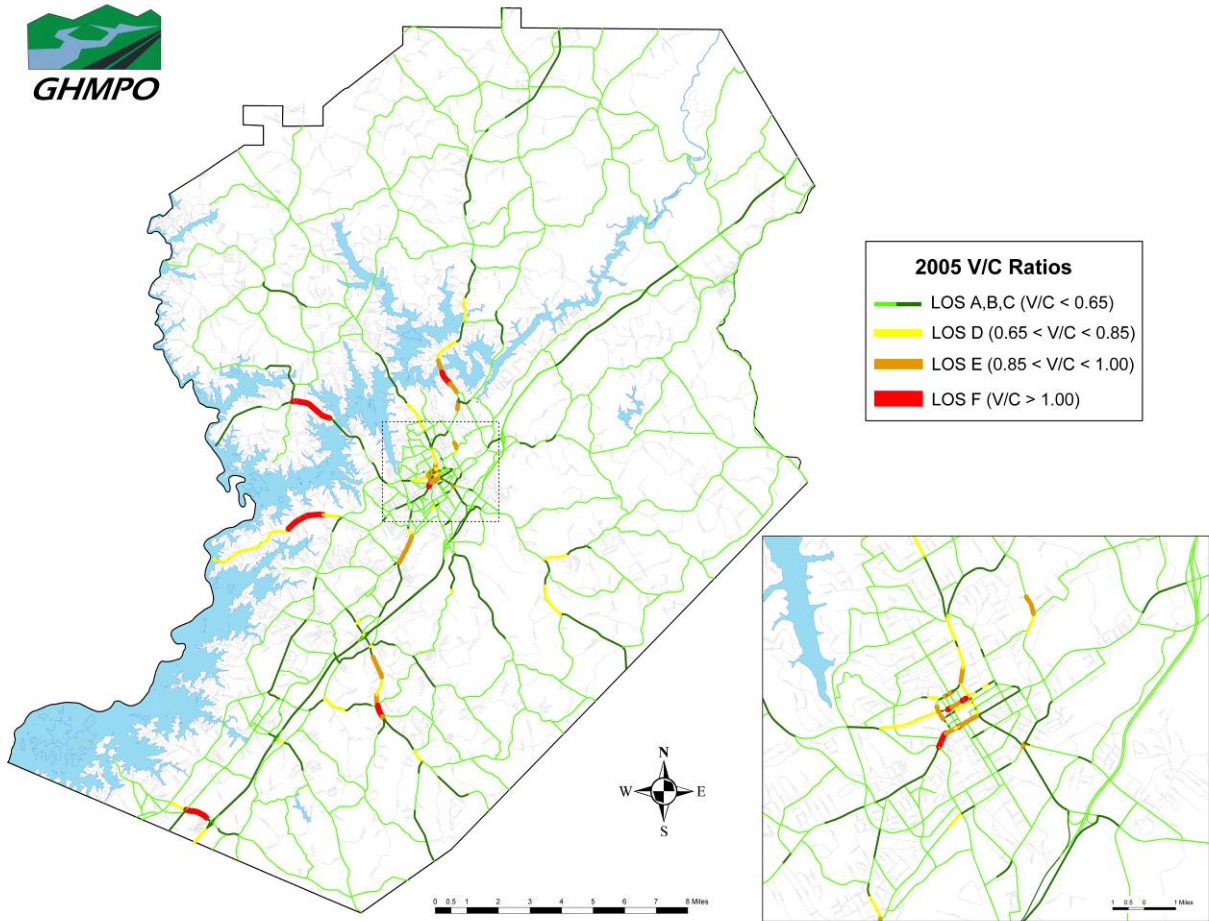 GHMPO
2005 V/C Ratios
LOS A,B,C (V/C < 0.65)
LOS D (0.65 < V/C < 0.85)
LOS E (0.85 < V/C < 1.00)
LOS F (V/C > 1.00)
N
W E
S
0 0.5 1 2 3 4 5 6 7 8 Miles
1 0.5 0 1 Miles